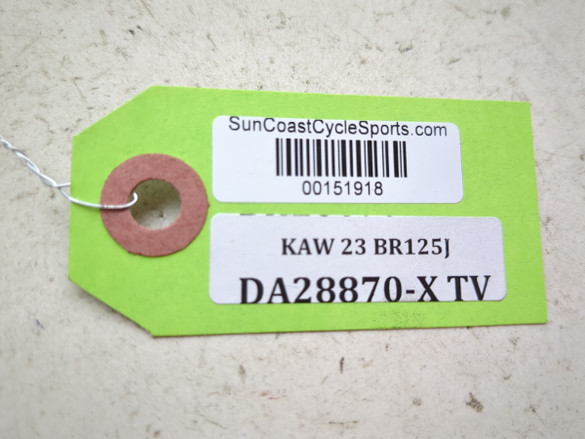 SunCoastCycleSports.com
00151918
KAW 23 BR125J
DA28870-X TV